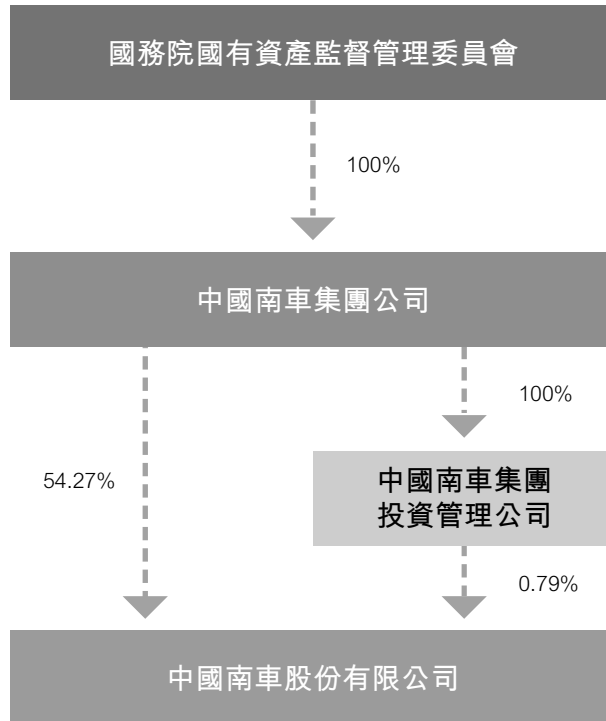 國務院國有資產監督管理委員會
100%
中國南車集團公司
100%
54.27%
中國南車集團
投資管理公司
0.79%
中國南車股份有限公司